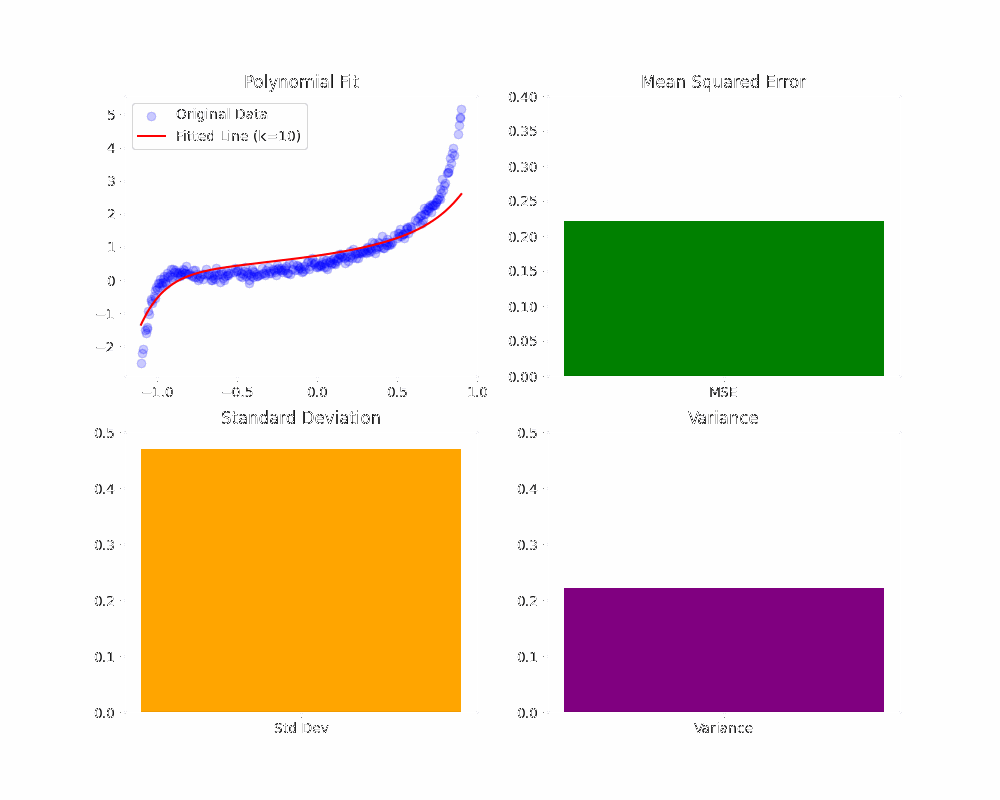 Polynomial Fit
Original Data
Fitted Line (k=10)
5
4
3
2
1
0
−1
−2
−1.0 −0.5 0.0 0.5 1.0
Mean Squared Error
0.40
0.35
0.30
0.25
0.20
0.15
0.10
0.05
0.00
MSE
Standard Deviation
0.5
0.4
0.3
0.2
0.1
0.0
Std Dev
Variance
0.5
0.4
0.3
0.2
0.1
0.0
Variance